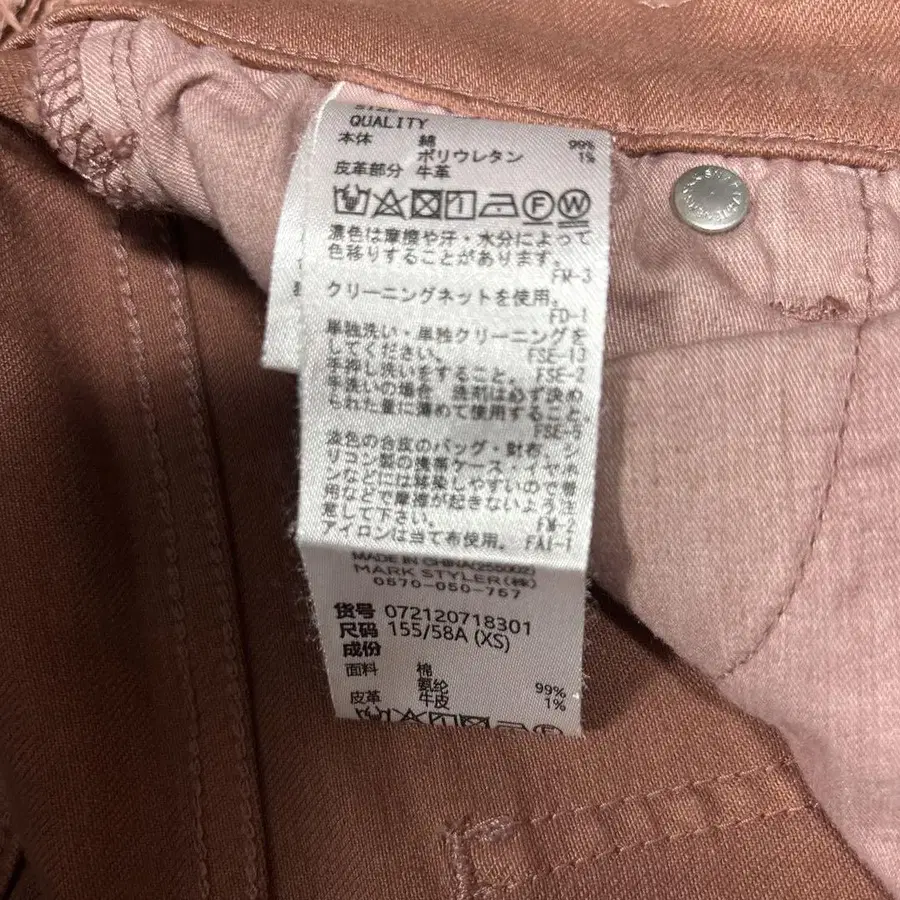 QUALITY
本体 綿 99%
ポリウレタン 1%
皮革部分 牛革
F W
濃色は摩擦や汗・水分によって
色移りすることがあります。
FM-3
クリーニングネットを使用。
FD-1
単独洗い・単独クリーニングを
してください。 FSE-13
手押し洗いをすること。 FSE-2
手洗いの場合、洗剤は必ず決め
られた量に薄めて使用すること。
FSE-5
淡色の合皮のバッグ・財布、シ
リコン製の携帯ケース・イヤホ
ンなどには移染しやすいので着
用などで摩擦が起きないよう注
意して下さい。 FM-2
アイロンは当て布使用。 FAI-1
MADE IN CHINA(255002)
MARK STYLER(株)
0570-050-757
货号 072120718301
尺码 155/58A (XS)
成份
面料 棉 99%
氨纶 1%
皮革 牛皮